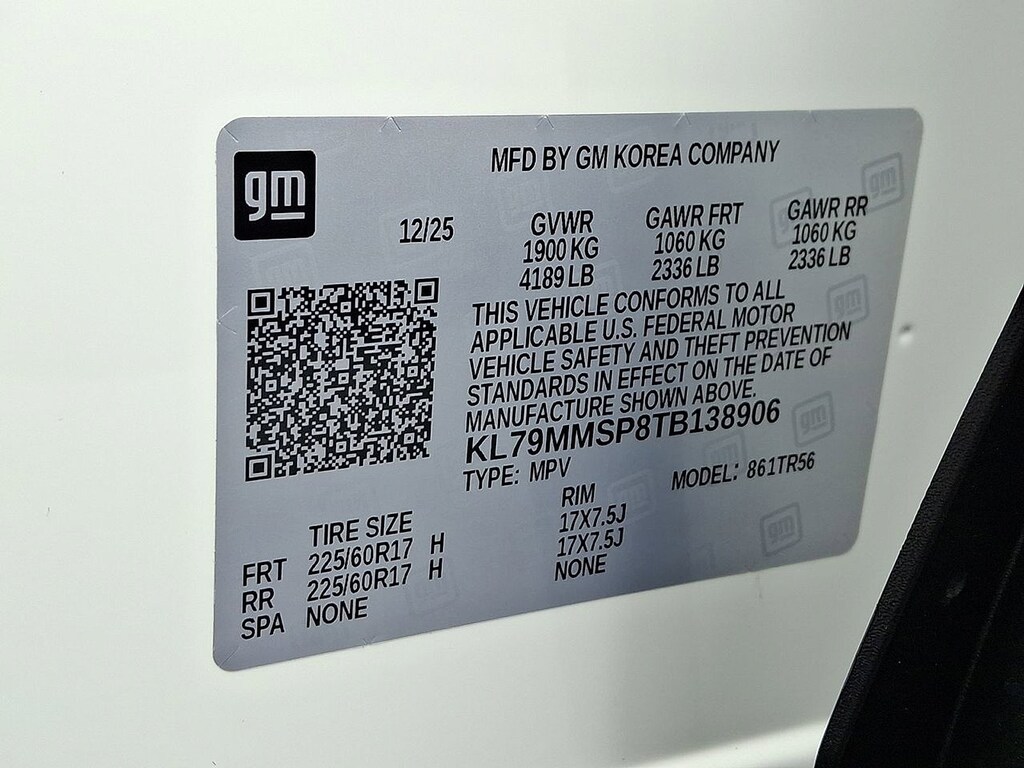 gm
MFD BY GM KOREA COMPANY
12/25
GVWR GAWR FRT GAWR RR
1900 KG 1060 KG 1060 KG
4189 LB 2336 LB 2336 LB
THIS VEHICLE CONFORMS TO ALL
APPLICABLE U.S. FEDERAL MOTOR
VEHICLE SAFETY AND THEFT PREVENTION
STANDARDS IN EFFECT ON THE DATE OF
MANUFACTURE SHOWN ABOVE.
KL79MMSP8TB138906
TYPE: MPV MODEL: 861TR56
TIRE SIZE RIM
FRT 225/60R17 H 17X7.5J
RR 225/60R17 H 17X7.5J
SPA NONE NONE